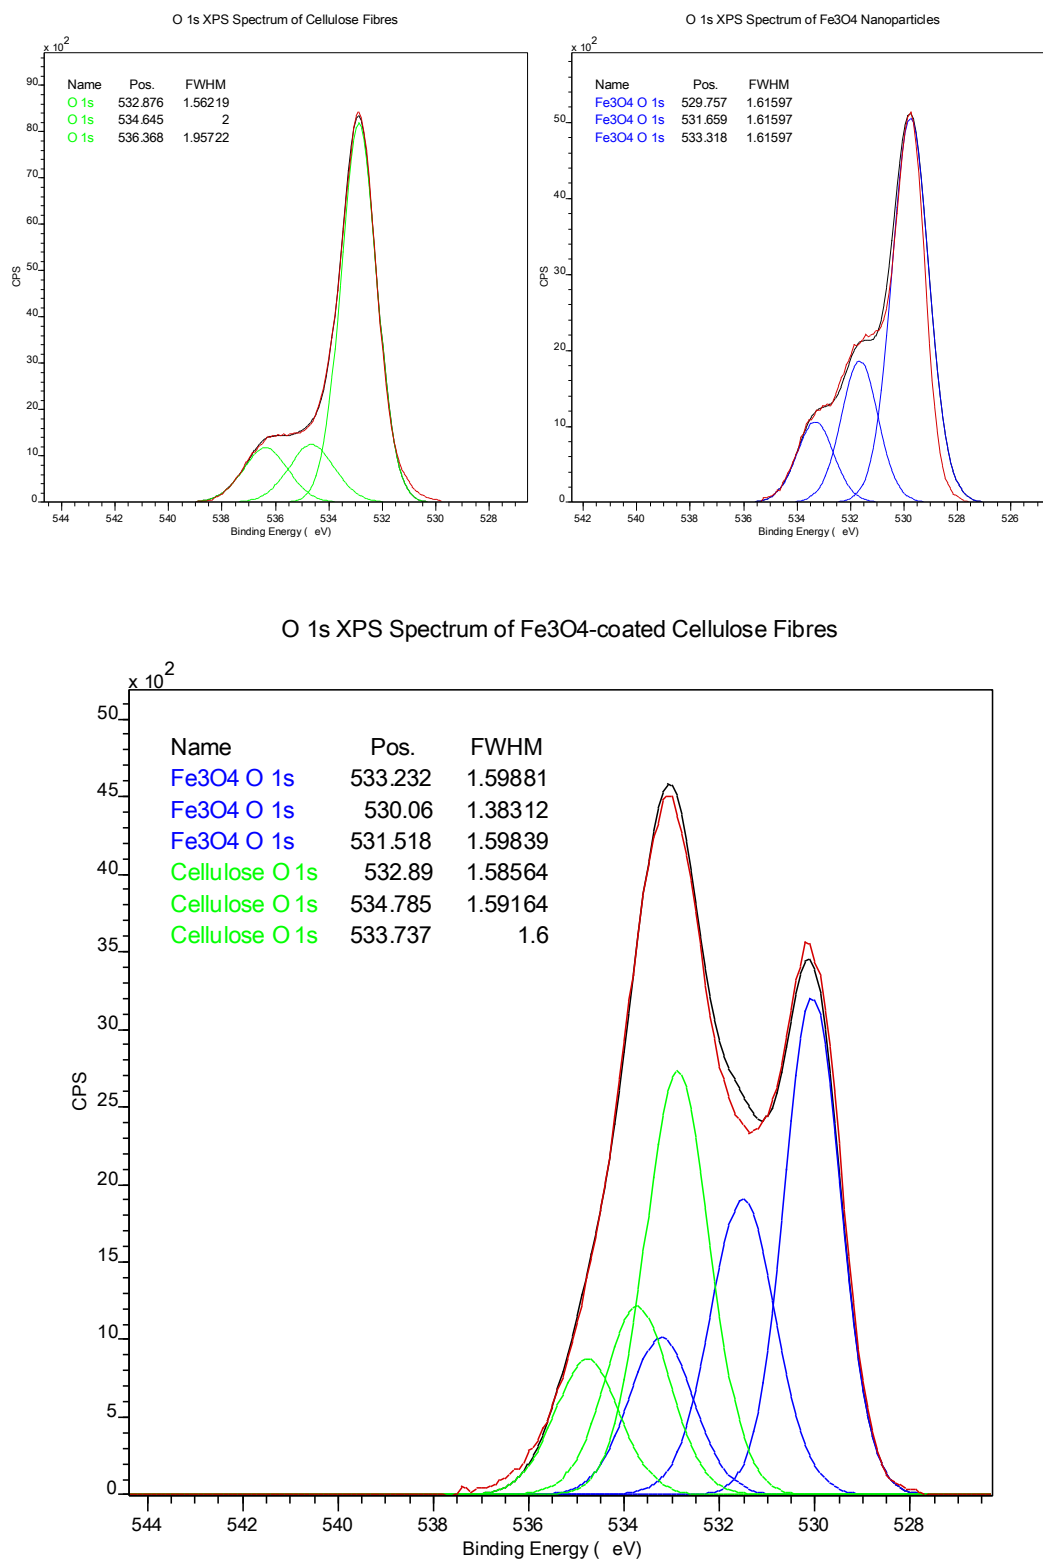 O 1s XPS Spectrum of Cellulose Fibres
x 10^2
Name Pos. FWHM
O 1s 532.876 1.56219
O 1s 534.645 2
O 1s 536.368 1.95722
90
80
70
60
50
40
30
20
10
0
CPS
544 542 540 538 536 534 532 530 528
Binding Energy ( eV)
O 1s XPS Spectrum of Fe3O4 Nanoparticles
x 10^2
Name Pos. FWHM
Fe3O4 O 1s 529.757 1.61597
Fe3O4 O 1s 531.659 1.61597
Fe3O4 O 1s 533.318 1.61597
50
40
30
20
10
0
CPS
542 540 538 536 534 532 530 528 526
Binding Energy ( eV)
O 1s XPS Spectrum of Fe3O4-coated Cellulose Fibres
x 10^2
Name Pos. FWHM
Fe3O4 O 1s 533.232 1.59881
Fe3O4 O 1s 530.06 1.38312
Fe3O4 O 1s 531.518 1.59839
Cellulose O 1s 532.89 1.58564
Cellulose O 1s 534.785 1.59164
Cellulose O 1s 533.737 1.6
50
45
40
35
30
25
20
15
10
5
0
CPS
544 542 540 538 536 534 532 530 528
Binding Energy ( eV)